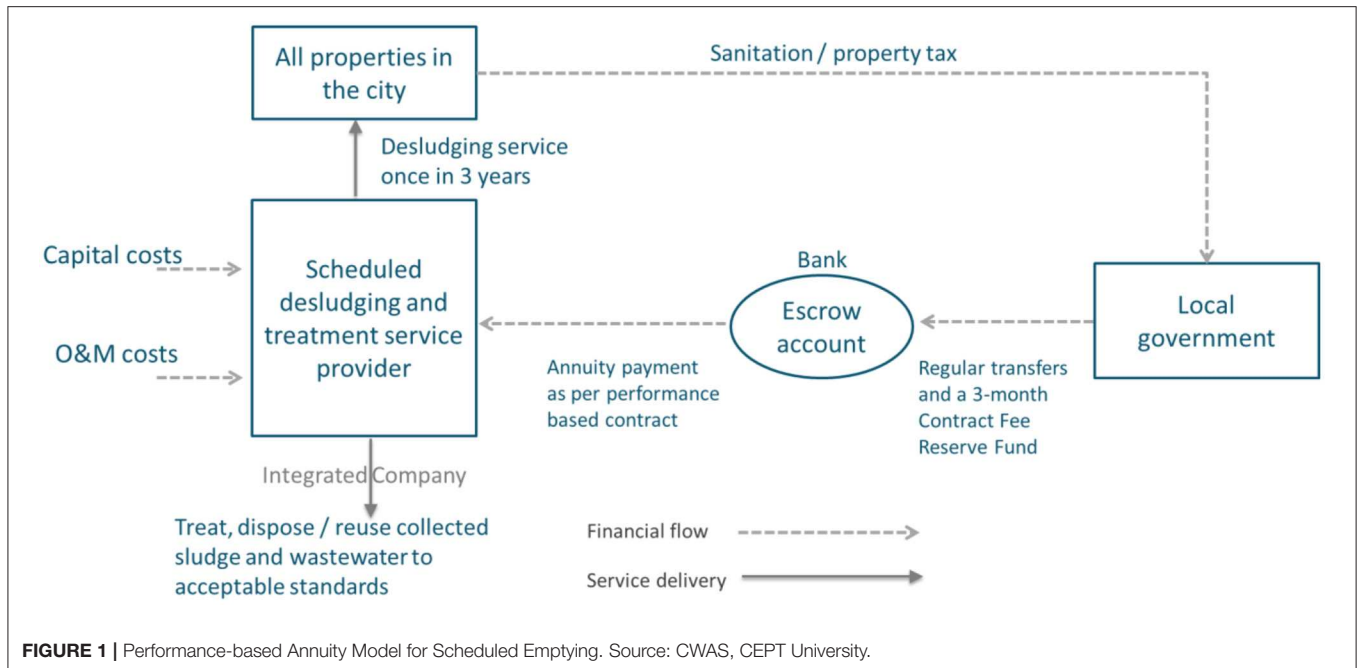 All properties in
the city
Sanitation / property tax
Desludging service
once in 3 years
Capital costs
O&M costs
Scheduled
desludging and
treatment service
provider
Bank
Escrow
account
Local
government
Annuity payment
as per performance
based contract
Regular transfers
and a 3-month
Contract Fee
Reserve Fund
Integrated Company
Treat, dispose / reuse collected
sludge and wastewater to
acceptable standards
Financial flow
Service delivery
FIGURE 1 | Performance-based Annuity Model for Scheduled Emptying. Source: CWAS, CEPT University.